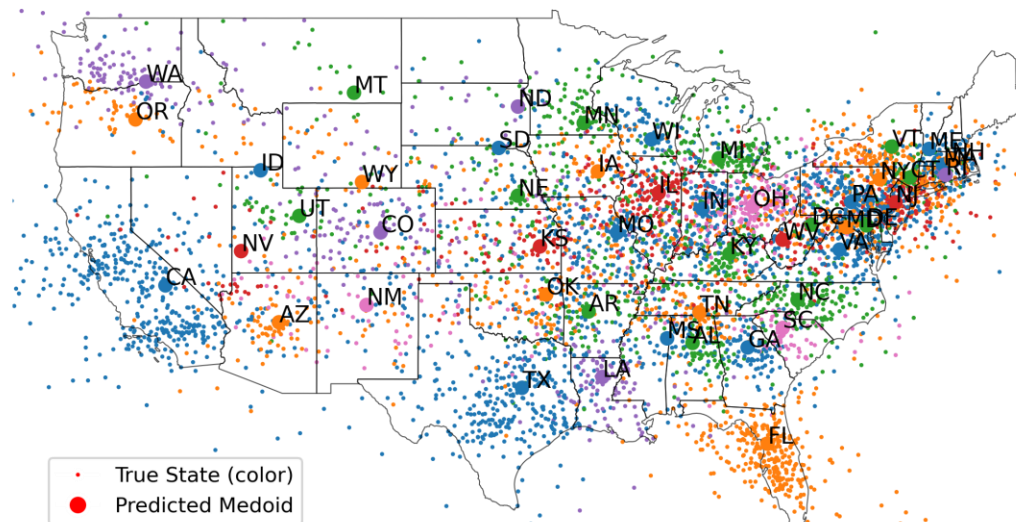 WA
MT
ND
OR
MN
WI
VT
ME
NH
SD
MI
ID
IA
WY
NY
CT
RI
NE
IL
OH
PA
NJ
UT
IN
CO
MO
DC
MD
DE
NV
KS
KY
WV
VA
CA
NM
OK
AR
NC
AZ
TN
SC
MS
AL
GA
TX
LA
FL
True State (color)
Predicted Medoid